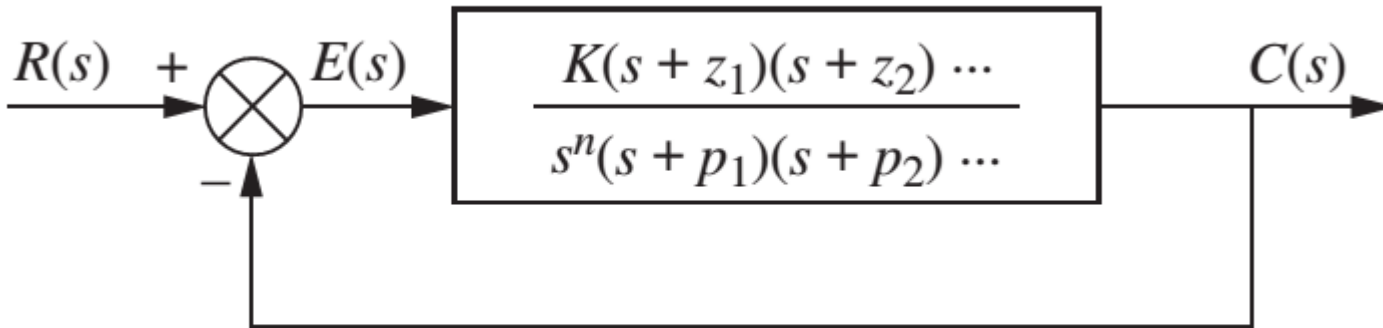 R(s) + E(s) K(s + z₁)(s + z₂) ··· C(s)
− sⁿ(s + p₁)(s + p₂) ···